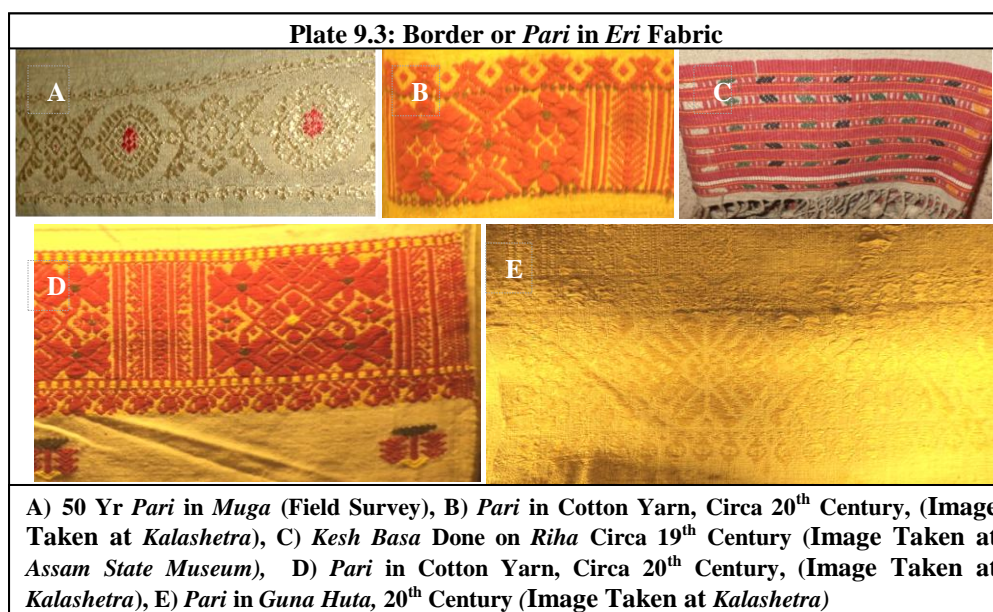 Plate 9.3: Border or Pari in Eri Fabric
A
B
C
D
E
A) 50 Yr Pari in Muga (Field Survey), B) Pari in Cotton Yarn, Circa 20th Century, (Image
Taken at Kalashetra), C) Kesh Basa Done on Riha Circa 19th Century (Image Taken at
Assam State Museum), D) Pari in Cotton Yarn, Circa 20th Century, (Image Taken at
Kalashetra), E) Pari in Guna Huta, 20th Century (Image Taken at Kalashetra)